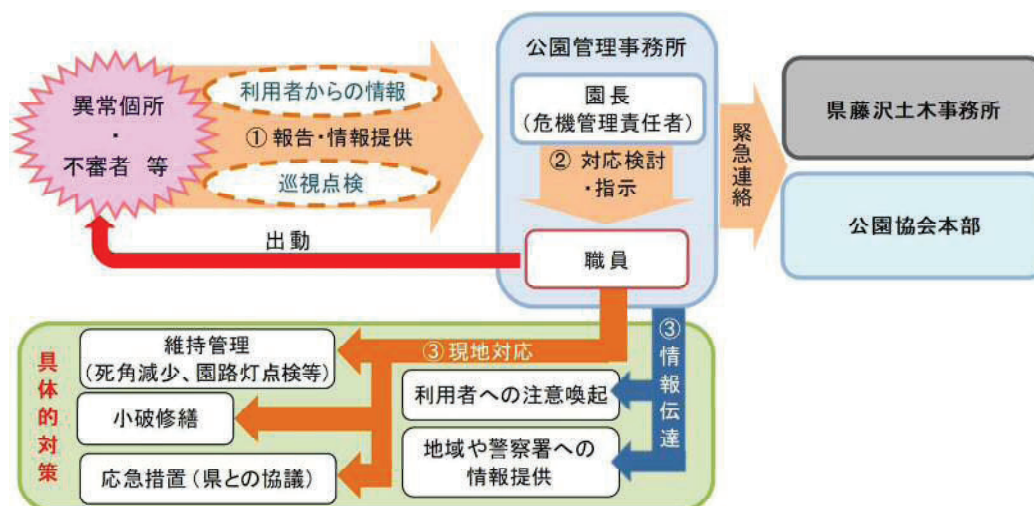 異常個所
・
不審者 等
利用者からの情報
① 報告・情報提供
巡視点検
出動
公園管理事務所
園長
(危機管理責任者)
② 対応検討
・指示
職員
緊急連絡
県藤沢土木事務所
公園協会本部
具体的対策
維持管理
(死角減少、園路灯点検等)
小破修繕
応急措置(県との協議)
③現地対応
利用者への注意喚起
地域や警察署への
情報提供
③情報伝達